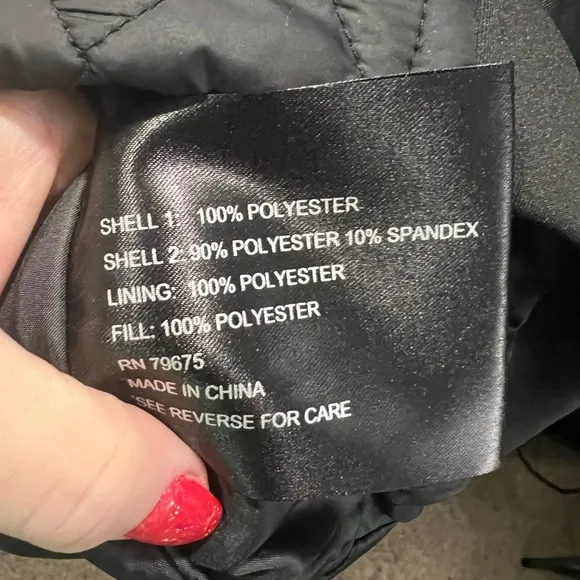 SHELL 1: 100% POLYESTER
SHELL 2: 90% POLYESTER 10% SPANDEX
LINING: 100% POLYESTER
FILL: 100% POLYESTER
RN 79675
MADE IN CHINA
*SEE REVERSE FOR CARE